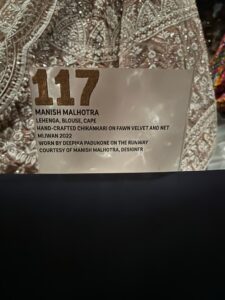 117
MANISH MALHOTRA
LEHENGA, BLOUSE, CAPE
HAND-CRAFTED CHIKANKARI ON FAWN VELVET AND NET
MIJWAN 2022
WORN BY DEEPIKA PADUKONE ON THE RUNWAY
COURTESY OF MANISH MALHOTRA, DESIGNER